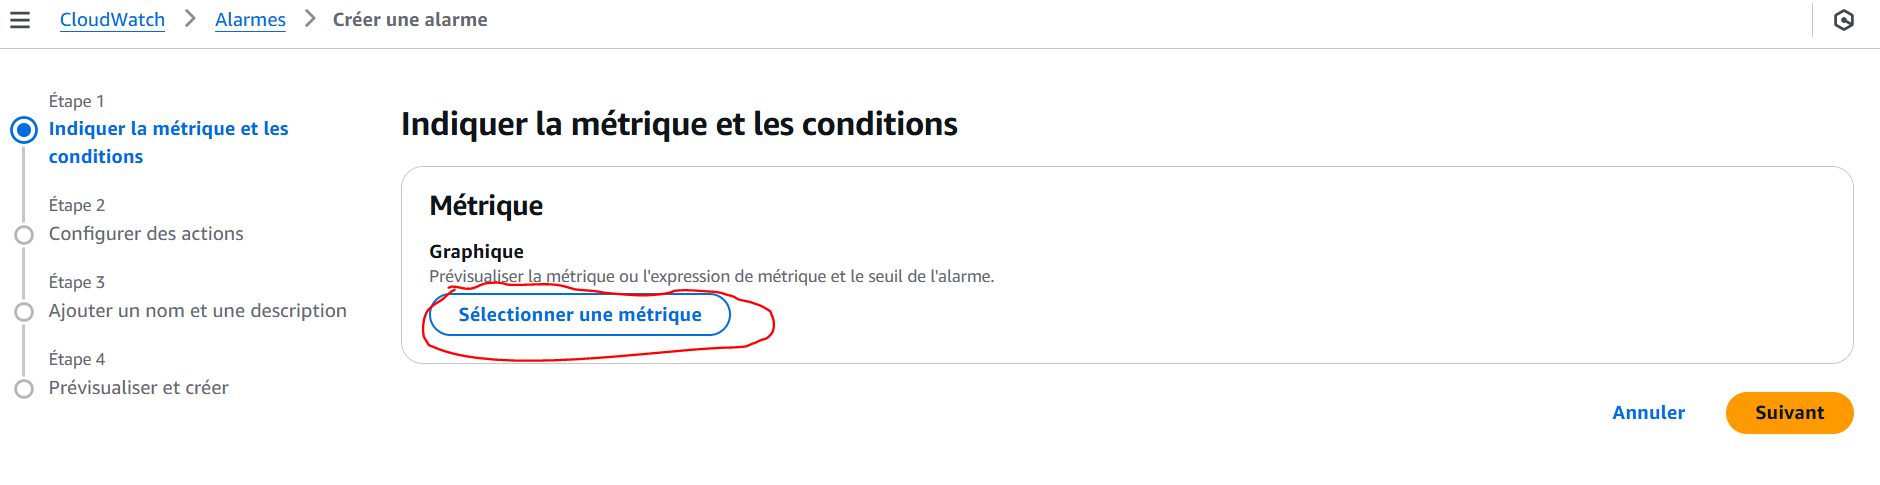 CloudWatch > Alarmes > Créer une alarme
Étape 1
Indiquer la métrique et les
conditions
Étape 2
Configurer des actions
Étape 3
Ajouter un nom et une description
Étape 4
Prévisualiser et créer
Indiquer la métrique et les conditions
Métrique
Graphique
Prévisualiser la métrique ou l'expression de métrique et le seuil de l'alarme.
Sélectionner une métrique
Annuler
Suivant